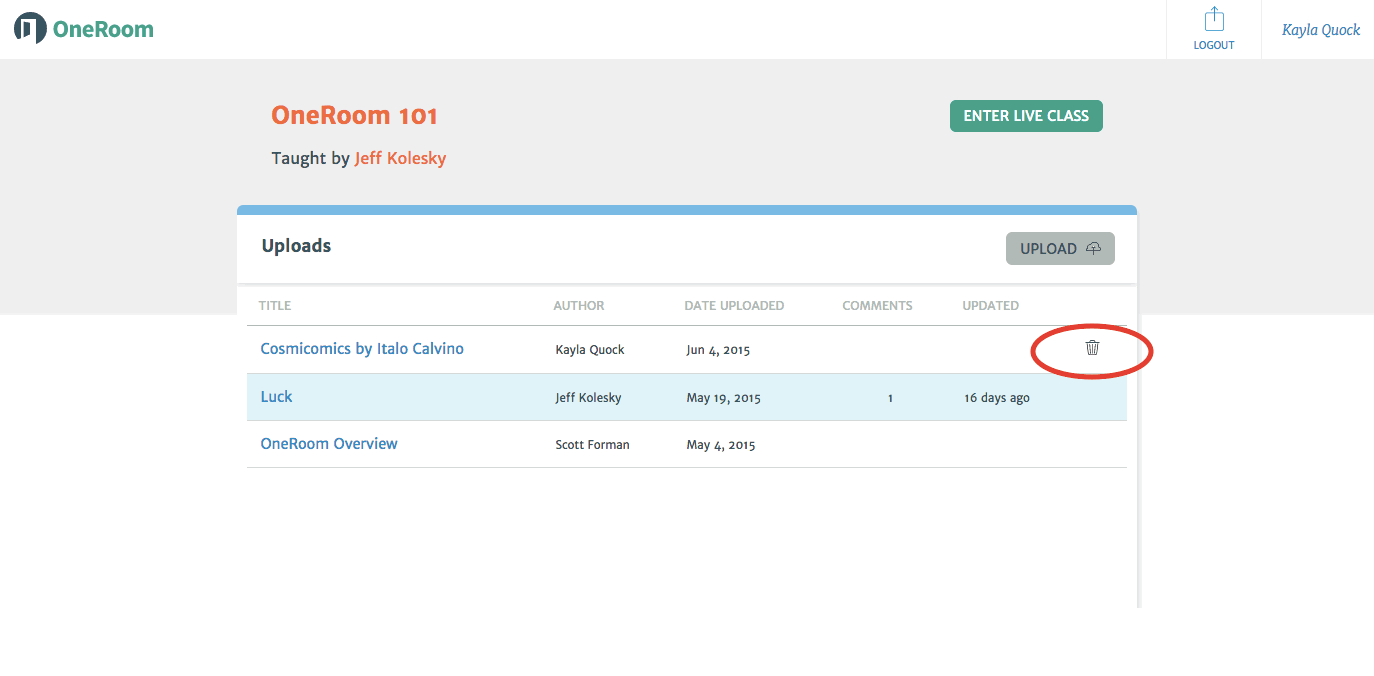 OneRoom
LOGOUT
Kayla Quock
OneRoom 101
ENTER LIVE CLASS
Taught by Jeff Kolesky
Uploads
UPLOAD
TITLE AUTHOR DATE UPLOADED COMMENTS UPDATED
Cosmicomics by Italo Calvino Kayla Quock Jun 4, 2015
Luck Jeff Kolesky May 19, 2015 1 16 days ago
OneRoom Overview Scott Forman May 4, 2015